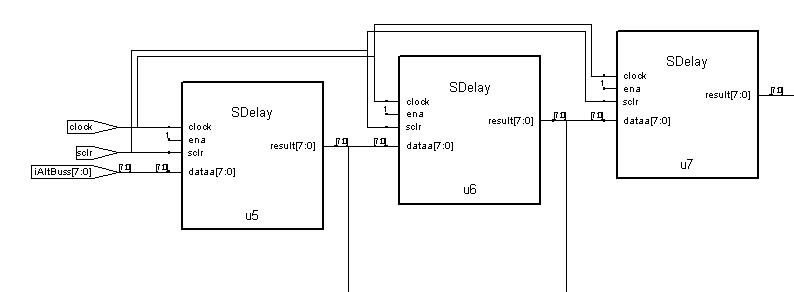 clock
sclr
iAltBuss[7:0]
[7:0]
[7:0]
SDelay
clock
1
ena
sclr
dataa[7:0]
result[7:0]
u5
[7:0]
[7:0]
SDelay
clock
1
ena
sclr
dataa[7:0]
result[7:0]
u6
[7:0]
[7:0]
SDelay
clock
1
ena
sclr
dataa[7:0]
result[7:0]
u7
[7:0]